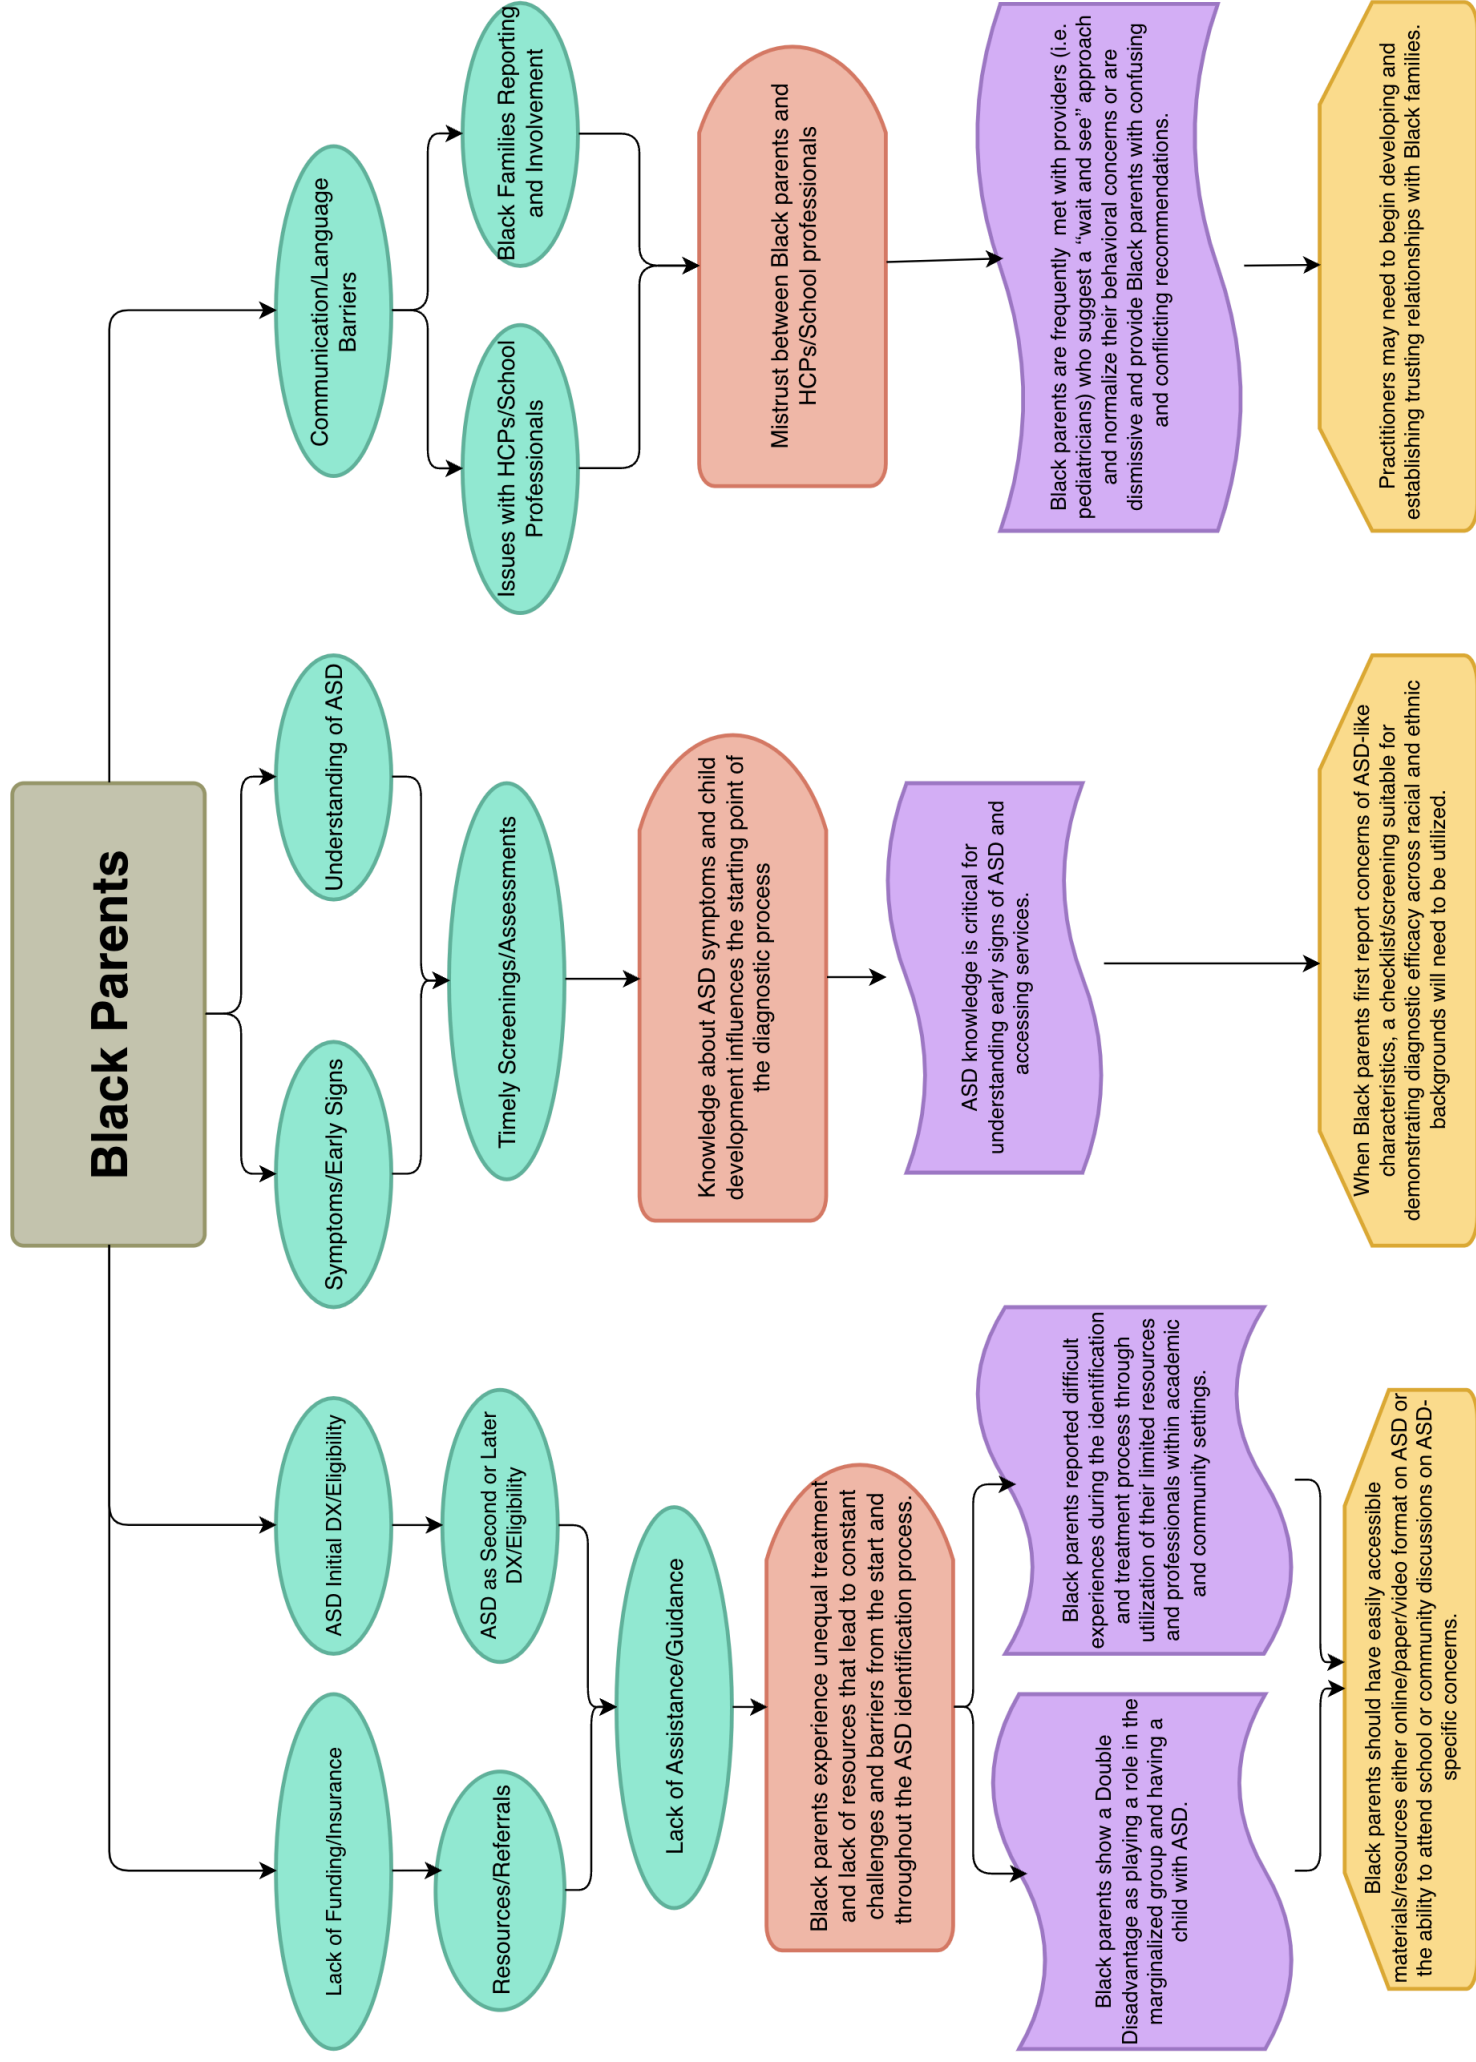 Black Parents
Lack of Funding/Insurance
ASD Initial DX/Eligibility
Symptoms/Early Signs
Understanding of ASD
Communication/Language
Barriers
Resources/Referrals
ASD as Second or Later
DX/Eligibility
Timely Screenings/Assessments
Issues with HCPs/School
Professionals
Black Families Reporting
and Involvement
Lack of Assistance/Guidance
Black parents experience unequal treatment
and lack of resources that lead to constant
challenges and barriers from the start and
throughout the ASD identification process.
Knowledge about ASD symptoms and child
development influences the starting point of
the diagnostic process
Mistrust between Black parents and
HCPs/School professionals
Black parents show a Double
Disadvantage as playing a role in the
marginalized group and having a
child with ASD.
Black parents reported difficult
experiences during the identification
and treatment process through
utilization of their limited resources
and professionals within academic
and community settings.
ASD knowledge is critical for
understanding early signs of ASD and
accessing services.
Black parents are frequently  met with providers (i.e.
pediatricians) who suggest a “wait and see” approach
and normalize their behavioral concerns or are
dismissive and provide Black parents with confusing
and conflicting recommendations.
Black parents should have easily accessible
materials/resources either online/paper/video format on ASD or
the ability to attend school or community discussions on ASD-
specific concerns.
When Black parents first report concerns of ASD-like
characteristics, a checklist/screening suitable for
demonstrating diagnostic efficacy across racial and ethnic
backgrounds will need to be utilized.
Practitioners may need to begin developing and
establishing trusting relationships with Black families.